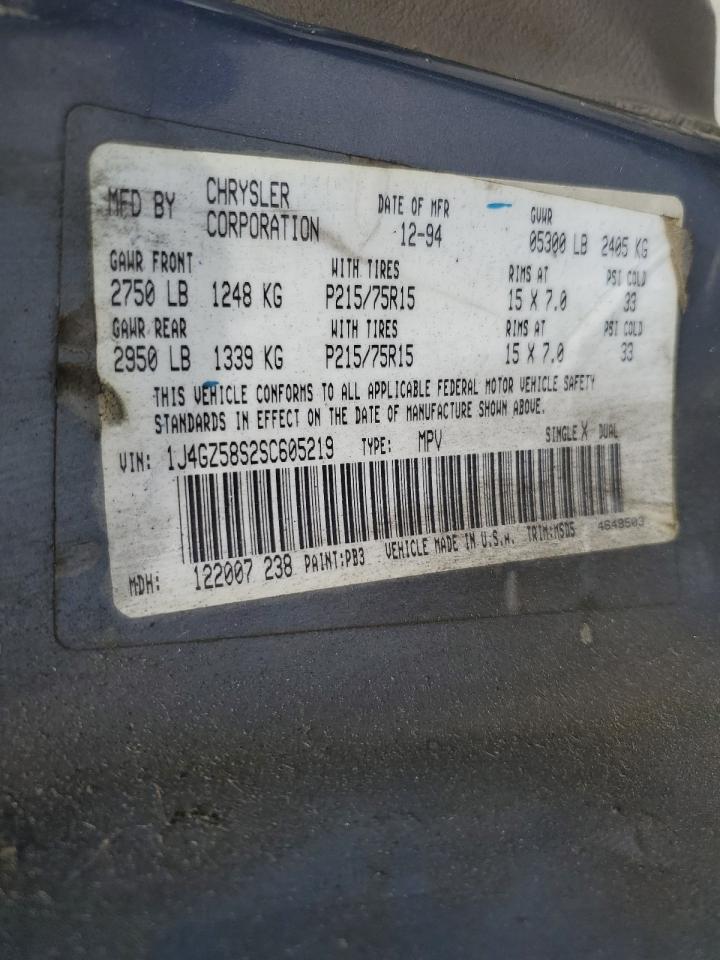 MFD BY CHRYSLER CORPORATION DATE OF MFR 12-94 GVWR 05300 LB 2405 KG
GAWR FRONT WITH TIRES RIMS AT PSI COLD
2750 LB 1248 KG P215/75R15 15 X 7.0 33
GAWR REAR WITH TIRES RIMS AT PSI COLD
2950 LB 1339 KG P215/75R15 15 X 7.0 33
THIS VEHICLE CONFORMS TO ALL APPLICABLE FEDERAL MOTOR VEHICLE SAFETY
STANDARDS IN EFFECT ON THE DATE OF MANUFACTURE SHOWN ABOVE.
VIN: 1J4GZ58S2SC605219 TYPE: MPV SINGLE X DUAL
4648503
MDH: 122007 238 PAINT:PB3 VEHICLE MADE IN U.S.A. TRIM:MSD5